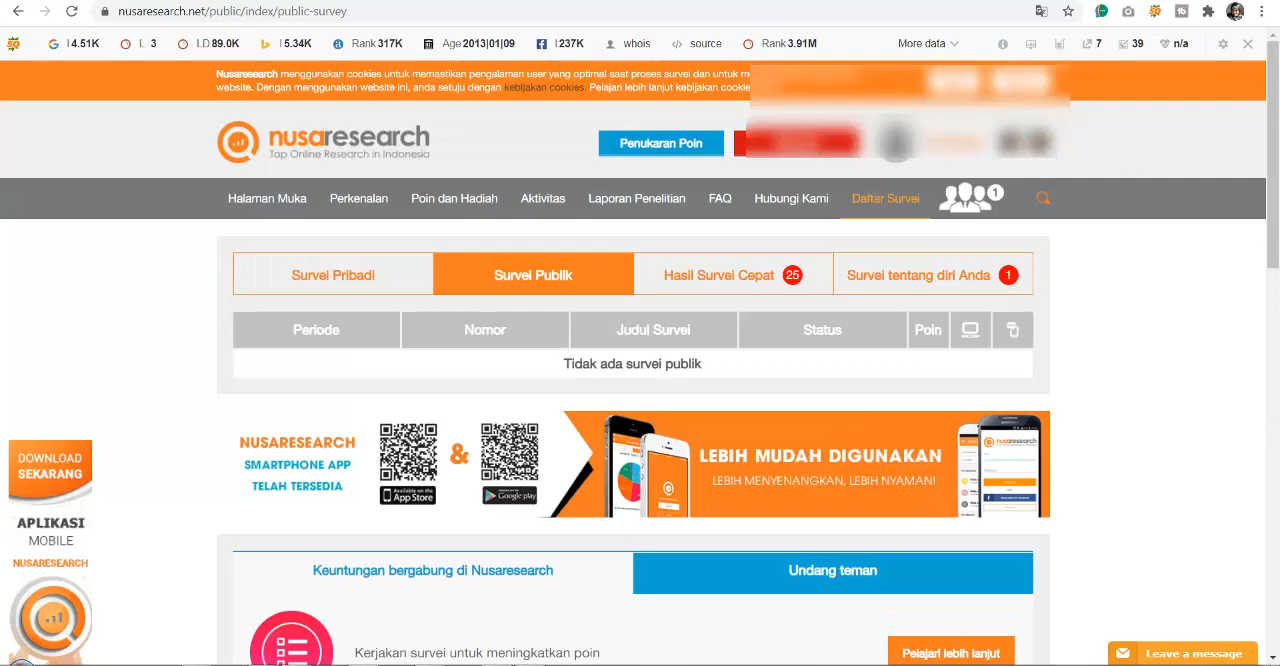 nusaresearch.net/public/index/public-survey
I 4.51K L 3 LD 89.0K I 5.34K Rank 317K Age 2013|01|09 I 237K whois source Rank 3.91M More data 7 39 n/a
Nusaresearch menggunakan cookies untuk memastikan pengalaman user yang optimal saat proses survei dan untuk
website. Dengan menggunakan website ini, anda setuju dengan kebijakan cookies. Pelajari lebih lanjut kebijakan
nusaresearch
Top Online Research in Indonesia
Penukaran Poin
Halaman Muka Perkenalan Poin dan Hadiah Aktivitas Laporan Penelitian FAQ Hubungi Kami Daftar Survei 1
Survei Pribadi Survei Publik Hasil Survei Cepat 25 Survei tentang diri Anda 1
Periode Nomor Judul Survei Status Poin
Tidak ada survei publik
NUSARESEARCH
SMARTPHONE APP
TELAH TERSEDIA
&
Available on the
App Store
Google play
LEBIH MUDAH DIGUNAKAN
LEBIH MENYENANGKAN, LEBIH NYAMAN!
nusaresearch
DOWNLOAD
SEKARANG
APLIKASI
MOBILE
NUSARESEARCH
Keuntungan bergabung di Nusaresearch Undang teman
Kerjakan survei untuk meningkatkan poin Pelajari lebih lanjut
Leave a message